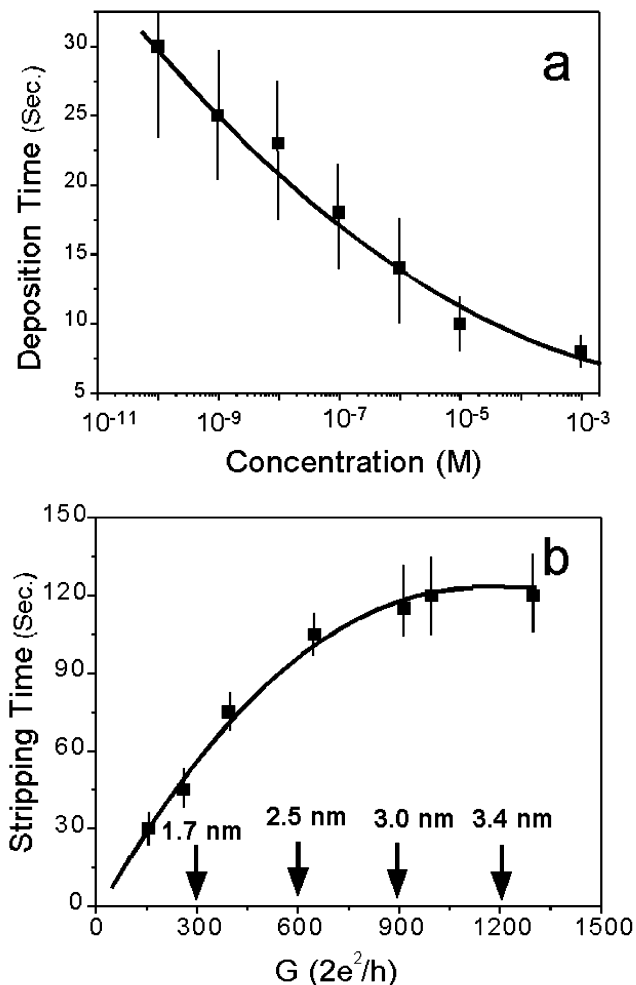 a
30
25
20
15
10
5
Deposition Time (Sec.)
10⁻¹¹ 10⁻⁹ 10⁻⁷ 10⁻⁵ 10⁻³
Concentration (M)
b
150
120
90
60
30
0
Stripping Time (Sec.)
1.7 nm 2.5 nm 3.0 nm 3.4 nm
0 300 600 900 1200 1500
G (2e²/h)